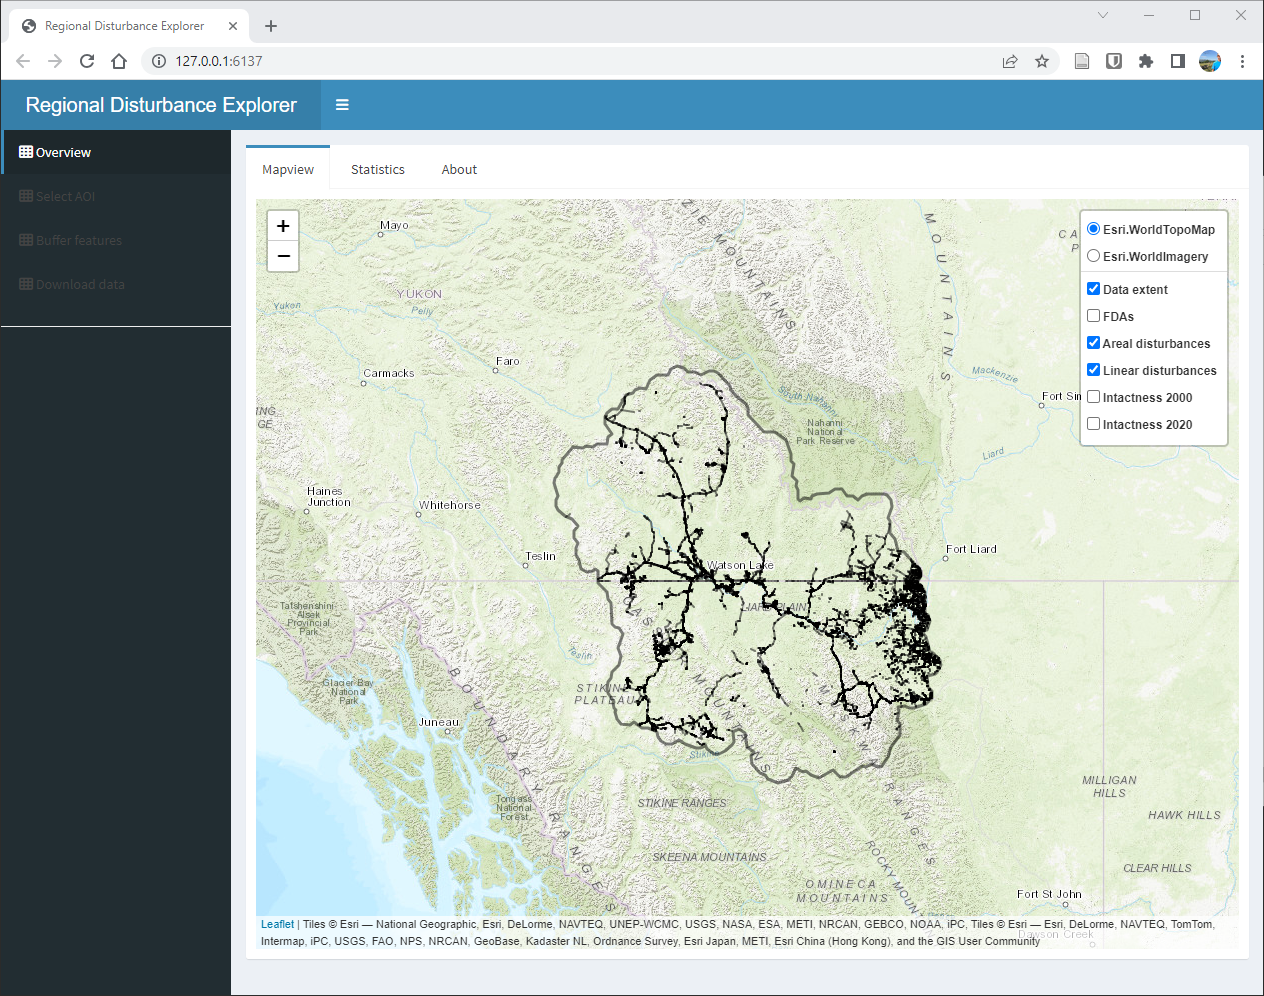 Regional Disturbance Explorer
127.0.0.1:6137
Regional Disturbance Explorer
Overview
Select AOI
Buffer features
Download data
Mapview
Statistics
About
+
−
Esri.WorldTopoMap
Esri.WorldImagery
Data extent
FDAs
Areal disturbances
Linear disturbances
Intactness 2000
Intactness 2020
Mayo
YUKON
Yukon
Pelly
Faro
Carmacks
MOUNTAINS
MOUNTAINS
Mackenzie
Fort Sim
South Nahanni
Nahanni
National
Park Reserve
Liard
Haines
Junction
Whitehorse
Teslin
Watson Lake
Fort Liard
LIARD PLAIN
Tatshenshini
Alsek
Provincial
Park
Teslin
CASSIAR MOUNTAINS
STIKINE
PLATEAU
Glacier Bay
National
Park
Juneau
BOUNDARY RANGES
Stikine
STIKINE RANGES
Tongass
National
Forest
MILLIGAN
HILLS
HAWK HILLS
SKEENA MOUNTAINS
CLEAR HILLS
OMINECA
MOUNTAINS
ROCKY MOUNT
Fort St John
Dawson Creek
Leaflet | Tiles © Esri — National Geographic, Esri, DeLorme, NAVTEQ, UNEP-WCMC, USGS, NASA, ESA, METI, NRCAN, GEBCO, NOAA, iPC, Tiles © Esri — Esri, DeLorme, NAVTEQ, TomTom,
Intermap, iPC, USGS, FAO, NPS, NRCAN, GeoBase, Kadaster NL, Ordnance Survey, Esri Japan, METI, Esri China (Hong Kong), and the GIS User Community